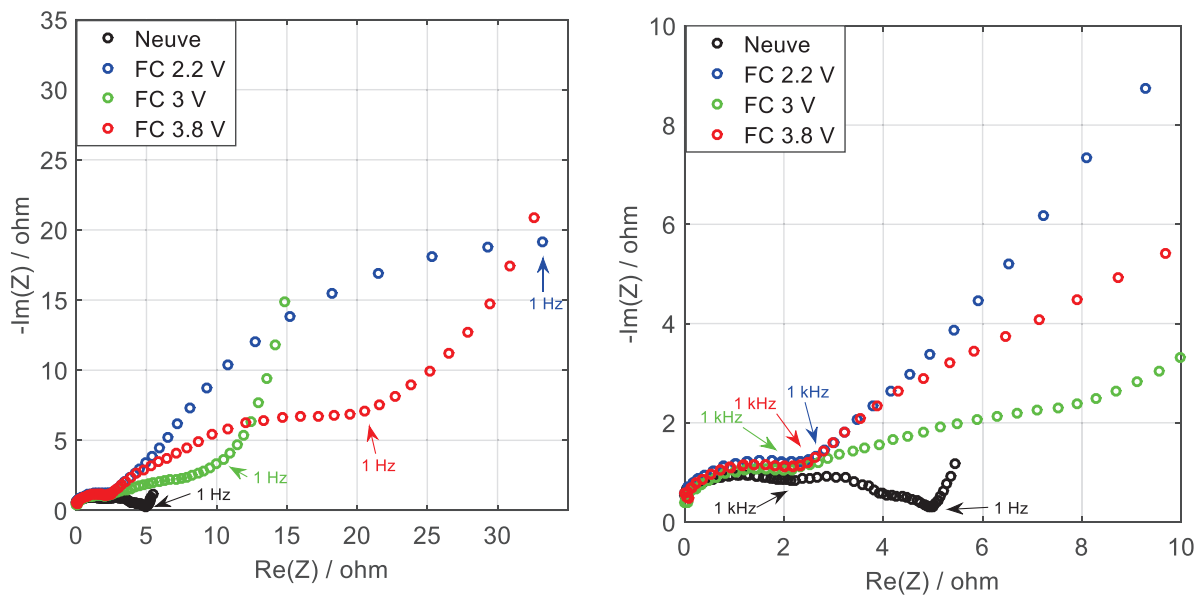 35
30
25
20
15
10
5
0
-Im(Z) / ohm
Neuve
FC 2.2 V
FC 3 V
FC 3.8 V
1 Hz
1 Hz
1 Hz
1 Hz
0 5 10 15 20 25 30
Re(Z) / ohm
10
8
6
4
2
0
-Im(Z) / ohm
Neuve
FC 2.2 V
FC 3 V
FC 3.8 V
1 kHz
1 kHz
1 kHz
1 kHz
1 Hz
0 2 4 6 8 10
Re(Z) / ohm